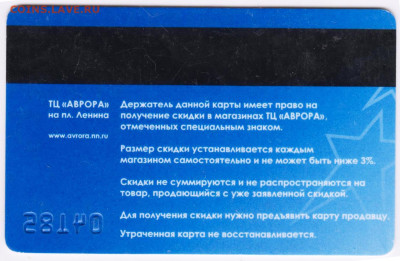 COINS.LAVE.RU
ТЦ «АВРОРА»
на пл. Ленина
www.avrora.nn.ru
Держатель данной карты имеет право на
получение скидки в магазинах ТЦ «АВРОРА»,
отмеченных специальным знаком.
Размер скидки устанавливается каждым
магазином самостоятельно и не может быть ниже 3%.
Скидки не суммируются и не распространяются на
товар, продающийся с уже заявленной скидкой.
Для получения скидки нужно предъявить карту продавцу.
Утраченная карта не восстанавливается.